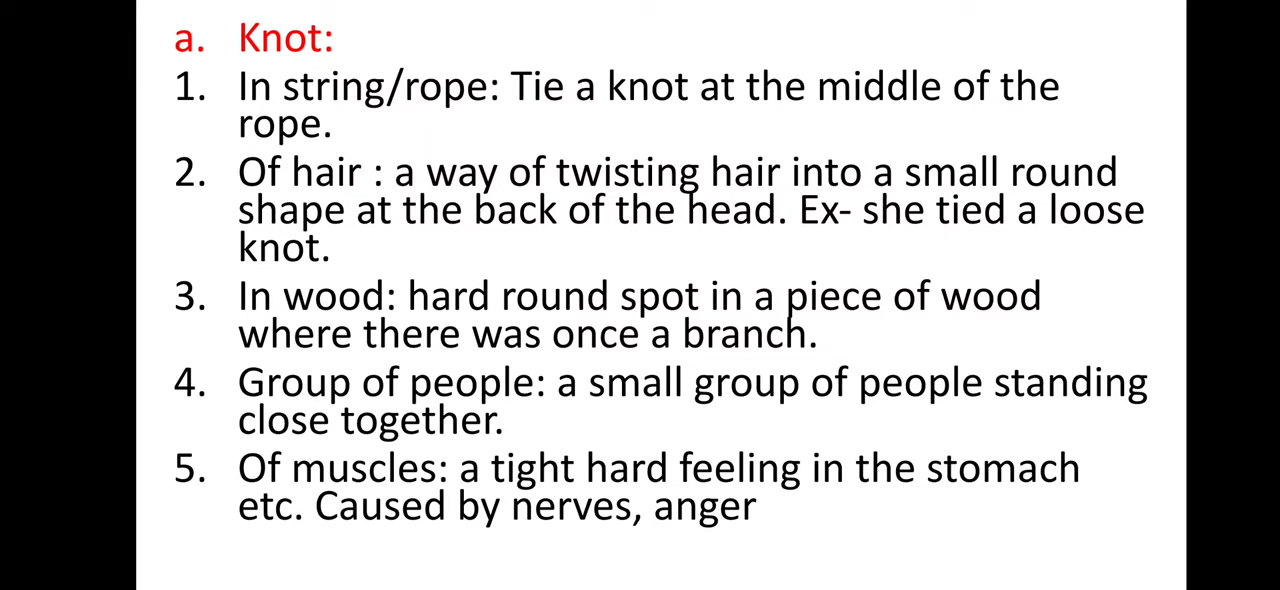 a. Knot:
1. In string/rope: Tie a knot at the middle of the
rope.
2. Of hair : a way of twisting hair into a small round
shape at the back of the head. Ex- she tied a loose
knot.
3. In wood: hard round spot in a piece of wood
where there was once a branch.
4. Group of people: a small group of people standing
close together.
5. Of muscles: a tight hard feeling in the stomach
etc. Caused by nerves, anger